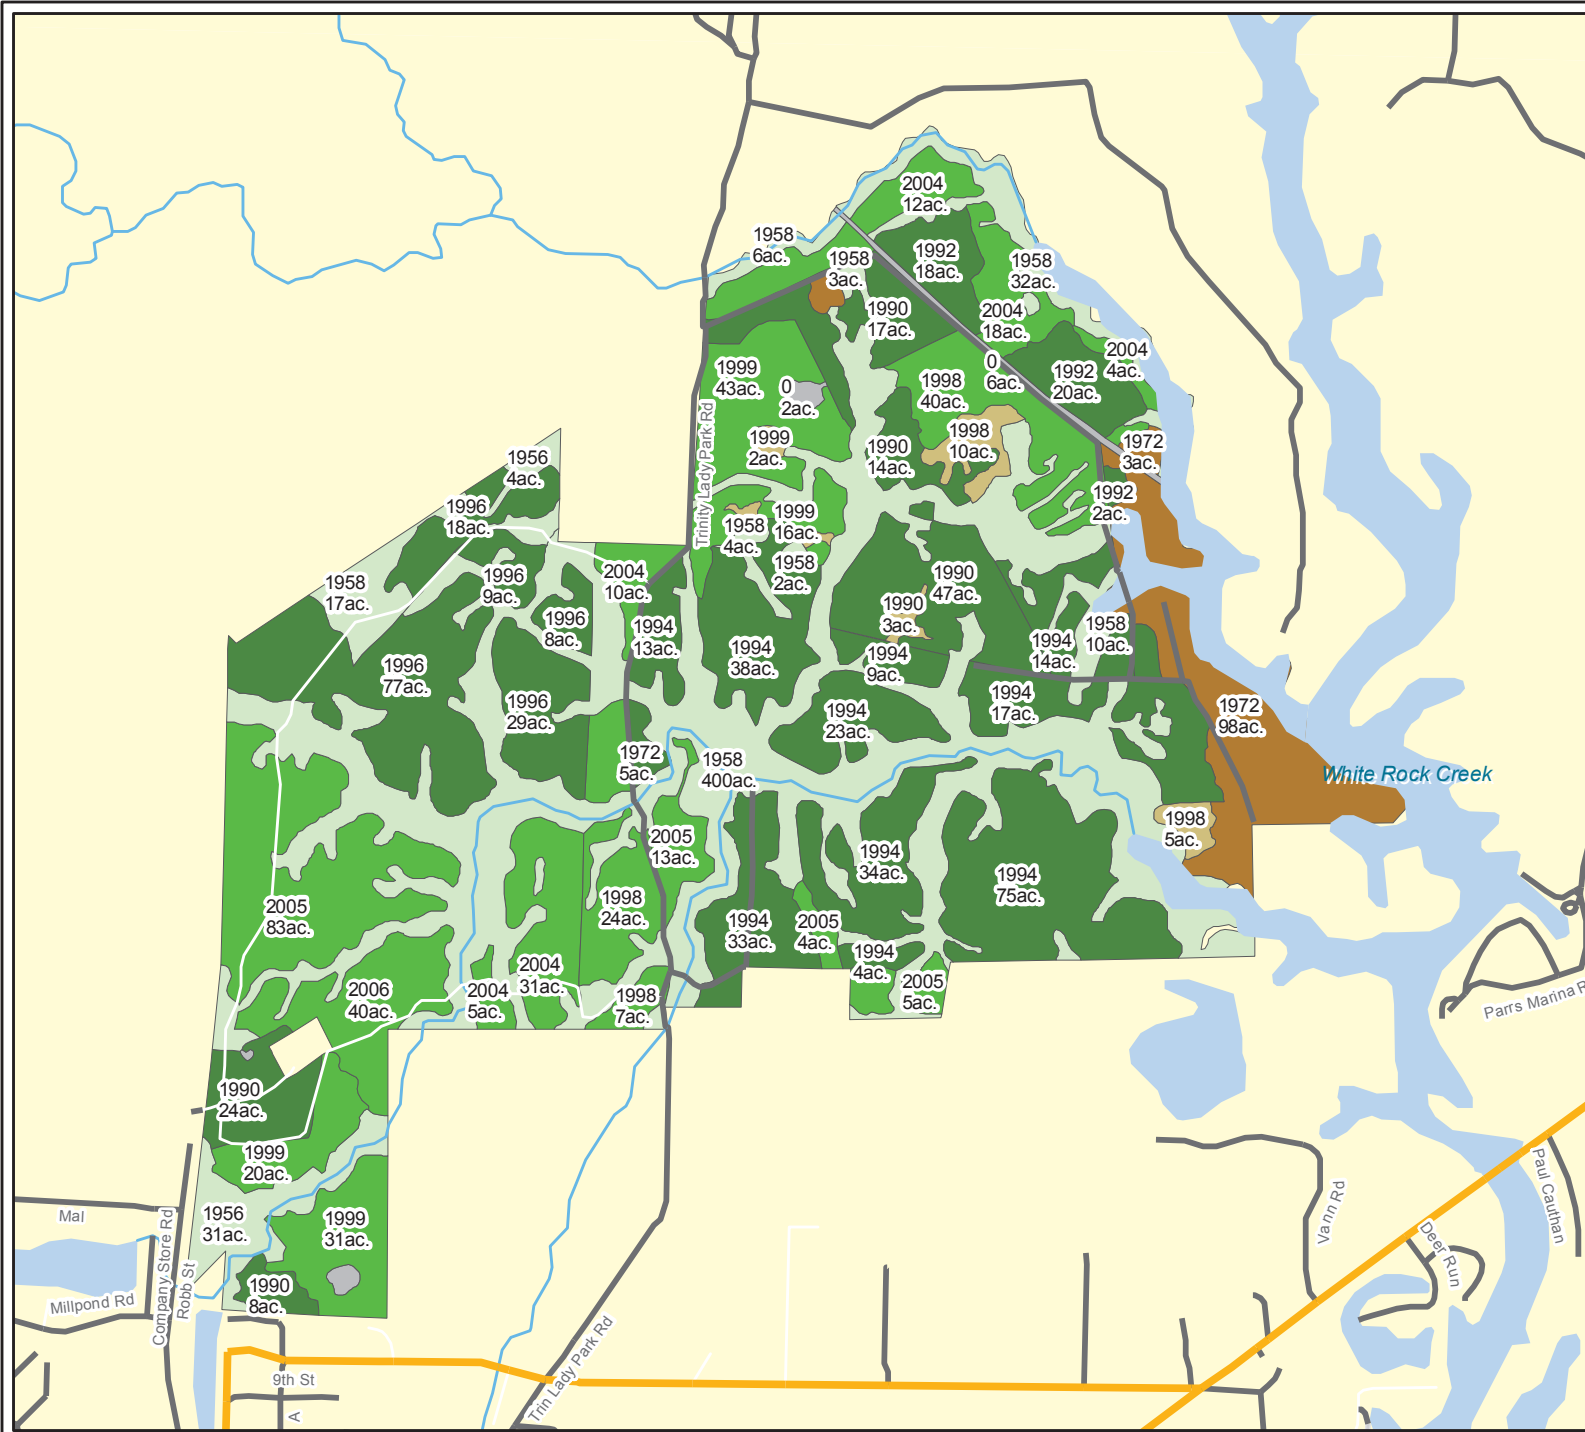 2004
12ac.
1958
6ac.
1958
3ac.
1992
18ac.
1958
32ac.
1990
17ac.
2004
18ac.
2004
4ac.
0
6ac.
1992
20ac.
1999
43ac.
0
2ac.
1998
40ac.
1999
2ac.
1990
14ac.
1998
10ac.
1972
3ac.
1992
2ac.
Trinity Lady Park Rd
1956
4ac.
1996
18ac.
1958
4ac.
1999
16ac.
1958
2ac.
1958
17ac.
1996
9ac.
2004
10ac.
1990
47ac.
1990
3ac.
1996
8ac.
1994
13ac.
1994
38ac.
1994
9ac.
1994
14ac.
1958
10ac.
1996
77ac.
1996
29ac.
1994
23ac.
1994
17ac.
1972
98ac.
1972
5ac.
1958
400ac.
White Rock Creek
1998
5ac.
2005
13ac.
1994
34ac.
1994
75ac.
2005
83ac.
1998
24ac.
1994
33ac.
2005
4ac.
1994
4ac.
2005
5ac.
2006
40ac.
2004
5ac.
2004
31ac.
1998
7ac.
Parrs Marina R
1990
24ac.
1999
20ac.
1956
31ac.
1999
31ac.
1990
8ac.
Mal
Millpond Rd
Company Store Rd
Robb St
9th St
A
Trin Lady Park Rd
Vann Rd
Deer Run
Paul Cauthan